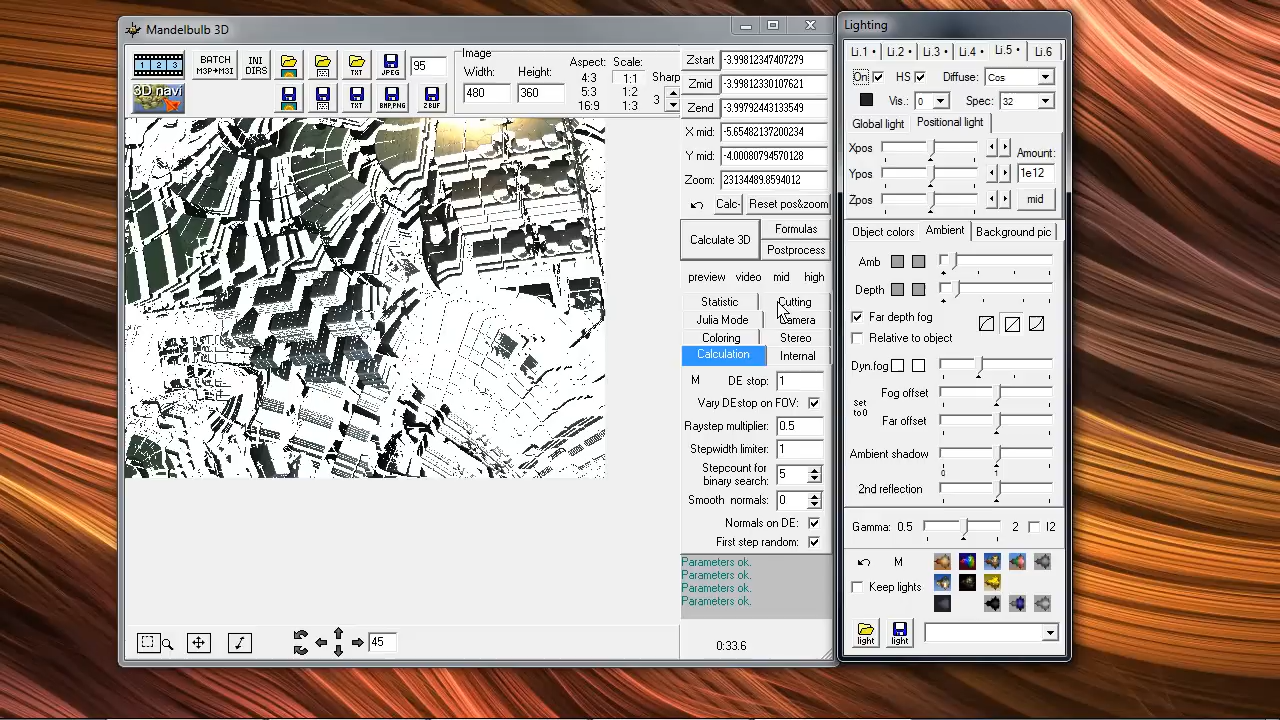 Mandelbulb 3D
1 2 3
BATCH
M3P➧M3I
INI
DIRS
TXT
JPEG
95
3D navi
TXT
BMP,PNG
Z BUF
Image
Width:
Height:
Aspect:
Scale:
Sharp
480
360
4:3
5:3
16:9
1:1
1:2
1:3
3
Zstart
-3.99812347407279
Zmid
-3.99812330107621
Zend
-3.99792443133549
X mid:
-5.65482137200234
Y mid:
-4.00080794570128
Zoom:
23134489.8594012
Calc-
Reset pos&zoom
Calculate 3D
Formulas
Postprocess
preview video mid high
Statistic
Cutting
Julia Mode
Camera
Coloring
Stereo
Calculation
Internal
M DE stop: 1
Vary DEstop on FOV:
Raystep multiplier: 0.5
Stepwidth limiter: 1
Stepcount for
binary search: 5
Smooth normals: 0
Normals on DE:
First step random:
Parameters ok.
Parameters ok.
Parameters ok.
Parameters ok.
0:33.6
45
Lighting
Li.1 • Li.2 • Li.3 • Li.4 • Li.5 • Li.6
On HS Diffuse: Cos
Vis.: 0 Spec: 32
Global light Positional light
Xpos
Amount:
Ypos
1e12
Zpos
mid
Object colors Ambient Background pic
Amb
Depth
Far depth fog
Relative to object
Dyn.fog
Fog offset
set
to0
Far offset
Ambient shadow
0 1
2nd reflection
Gamma: 0.5 2 I2
M
Keep lights
light
light